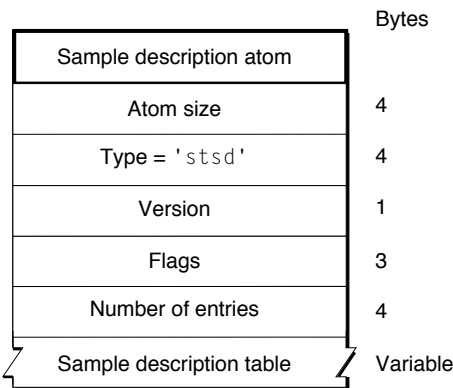 Bytes
Sample description atom
Atom size 4
Type = 'stsd' 4
Version 1
Flags 3
Number of entries 4
Sample description table Variable